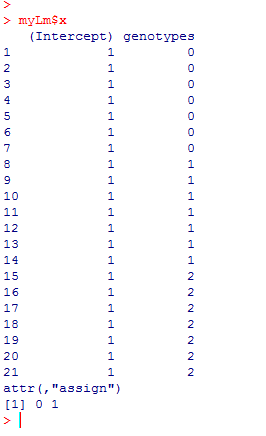 >
> myLm$x
(Intercept) genotypes
1 1 0
2 1 0
3 1 0
4 1 0
5 1 0
6 1 0
7 1 0
8 1 1
9 1 1
10 1 1
11 1 1
12 1 1
13 1 1
14 1 1
15 1 2
16 1 2
17 1 2
18 1 2
19 1 2
20 1 2
21 1 2
attr(,"assign")
[1] 0 1
>